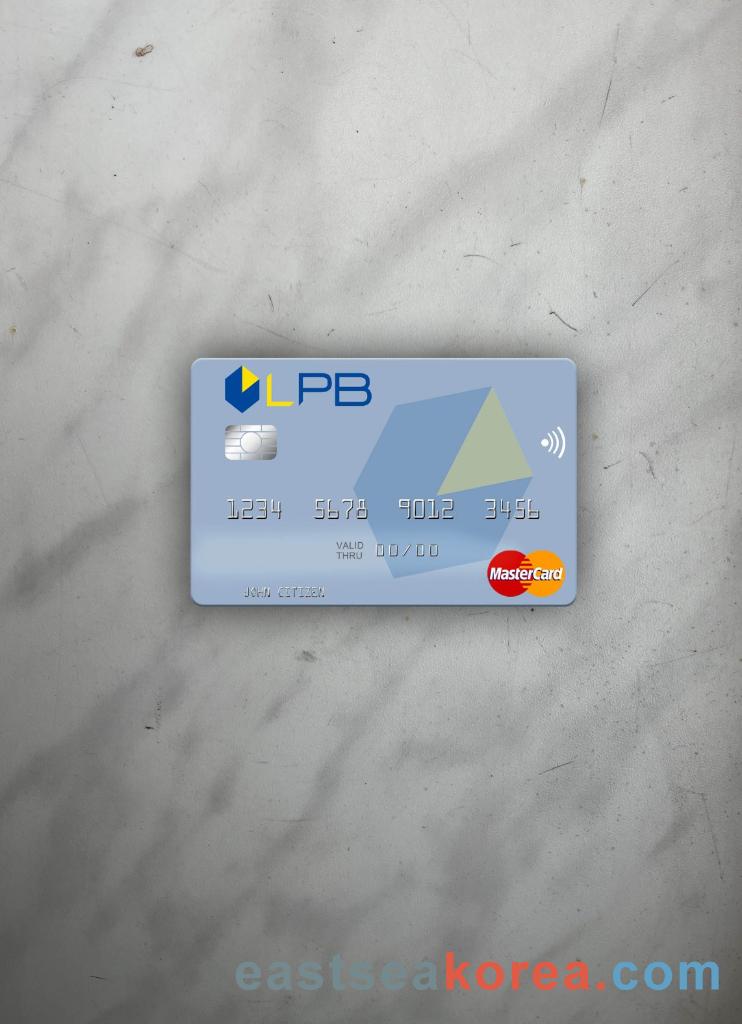 LPB
1234 5678 9012 3456
VALID
THRU 00/00
MasterCard
JOHN CITIZEN
eastseakorea.com